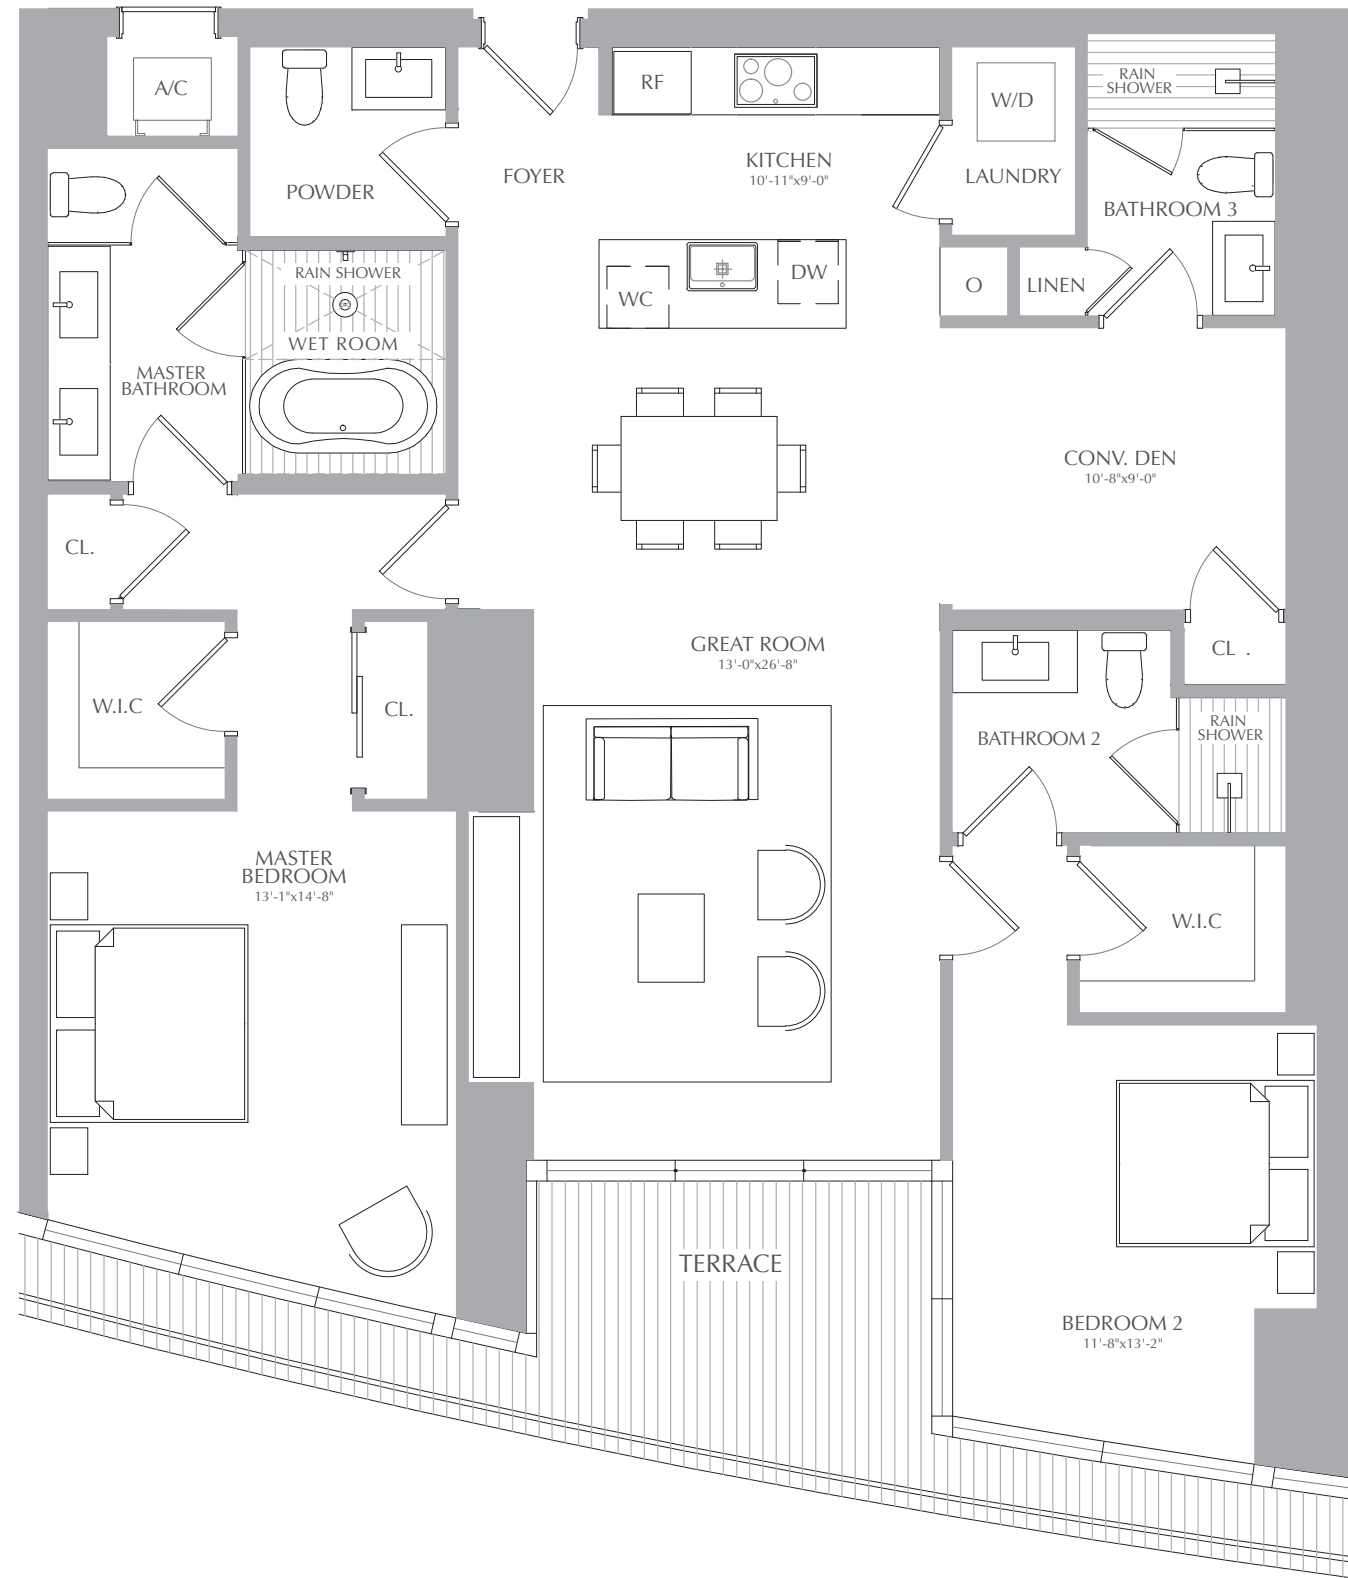 A/C
RF
W/D
RAIN
SHOWER
KITCHEN
10'-11"x9'-0"
FOYER
POWDER
LAUNDRY
BATHROOM 3
RAIN SHOWER
WC
DW
O
LINEN
WET ROOM
MASTER
BATHROOM
CONV. DEN
10'-8"x9'-0"
CL.
GREAT ROOM
13'-0"x26'-8"
CL .
W.I.C
CL.
BATHROOM 2
RAIN
SHOWER
MASTER
BEDROOM
13'-1"x14'-8"
W.I.C
TERRACE
BEDROOM 2
11'-8"x13'-2"